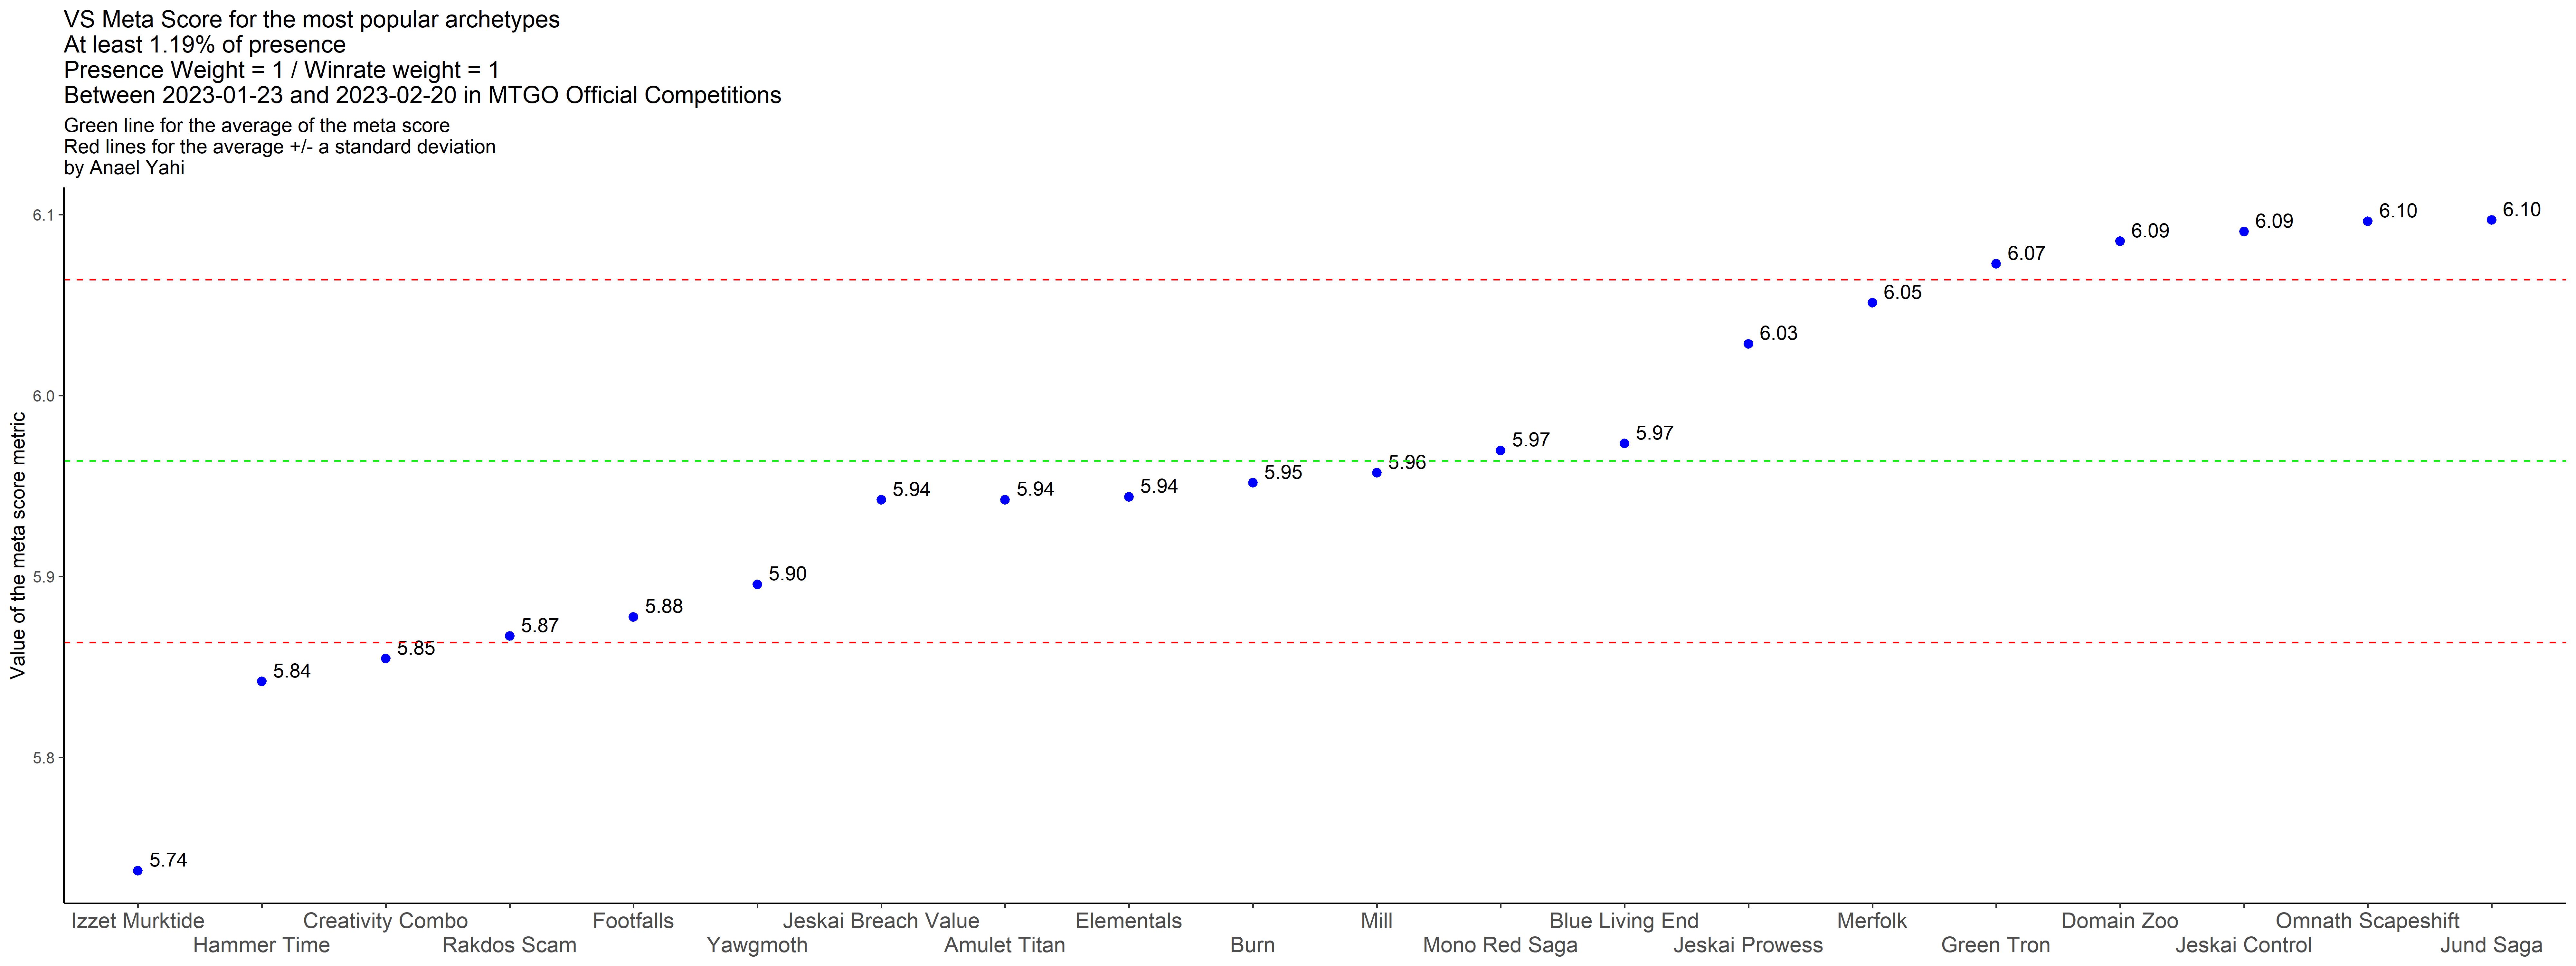 VS Meta Score for the most popular archetypes
At least 1.19% of presence
Presence Weight = 1 / Winrate weight = 1
Between 2023-01-23 and 2023-02-20 in MTGO Official Competitions
Green line for the average of the meta score
Red lines for the average +/- a standard deviation
by Anael Yahi
Value of the meta score metric
6.1
6.0
5.9
5.8
5.74
5.84
5.85
5.87
5.88
5.90
5.94
5.94
5.94
5.95
5.96
5.97
5.97
6.03
6.05
6.07
6.09
6.09
6.10
6.10
Izzet Murktide
Hammer Time
Creativity Combo
Rakdos Scam
Footfalls
Yawgmoth
Jeskai Breach Value
Amulet Titan
Elementals
Burn
Mill
Mono Red Saga
Blue Living End
Jeskai Prowess
Merfolk
Green Tron
Domain Zoo
Jeskai Control
Omnath Scapeshift
Jund Saga